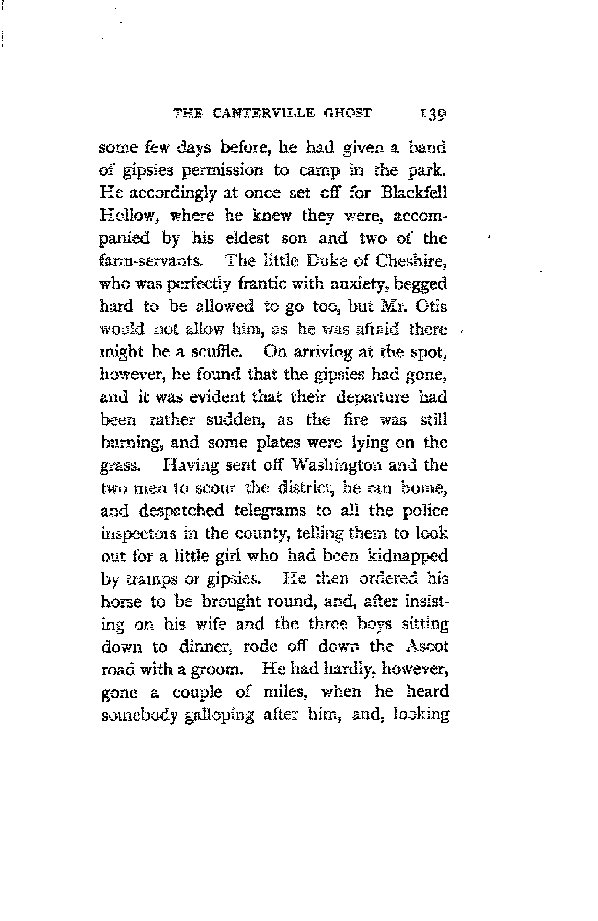 THE CANTERVILLE GHOST 139
some few days before, he had given a band
of gipsies permission to camp in the park.
He accordingly at once set off for Blackfell
Hollow, where he knew they were, accom-
panied by his eldest son and two of the
farm-servants. The little Duke of Cheshire,
who was perfectly frantic with anxiety, begged
hard to be allowed to go too, but Mr. Otis
would not allow him, as he was afraid there
might be a scuffle. On arriving at the spot,
however, he found that the gipsies had gone,
and it was evident that their departure had
been rather sudden, as the fire was still
burning, and some plates were lying on the
grass. Having sent off Washington and the
two men to scour the district, he ran home,
and despatched telegrams to all the police
inspectors in the county, telling them to look
out for a little girl who had been kidnapped
by tramps or gipsies. He then ordered his
horse to be brought round, and, after insist-
ing on his wife and the three boys sitting
down to dinner, rode off down the Ascot
road with a groom. He had hardly, however,
gone a couple of miles, when he heard
somebody galloping after him, and, looking